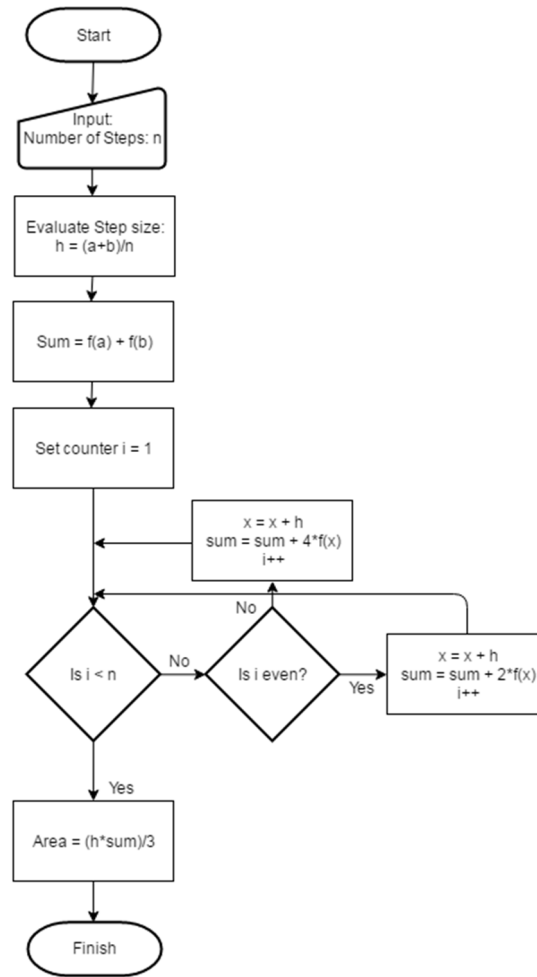 Start
Input:
Number of Steps: n
Evaluate Step size:
h = (a+b)/n
Sum = f(a) + f(b)
Set counter i = 1
x = x + h
sum = sum + 4*f(x)
i++
No
Is i < n
No
Is i even?
Yes
x = x + h
sum = sum + 2*f(x)
i++
Yes
Area = (h*sum)/3
Finish